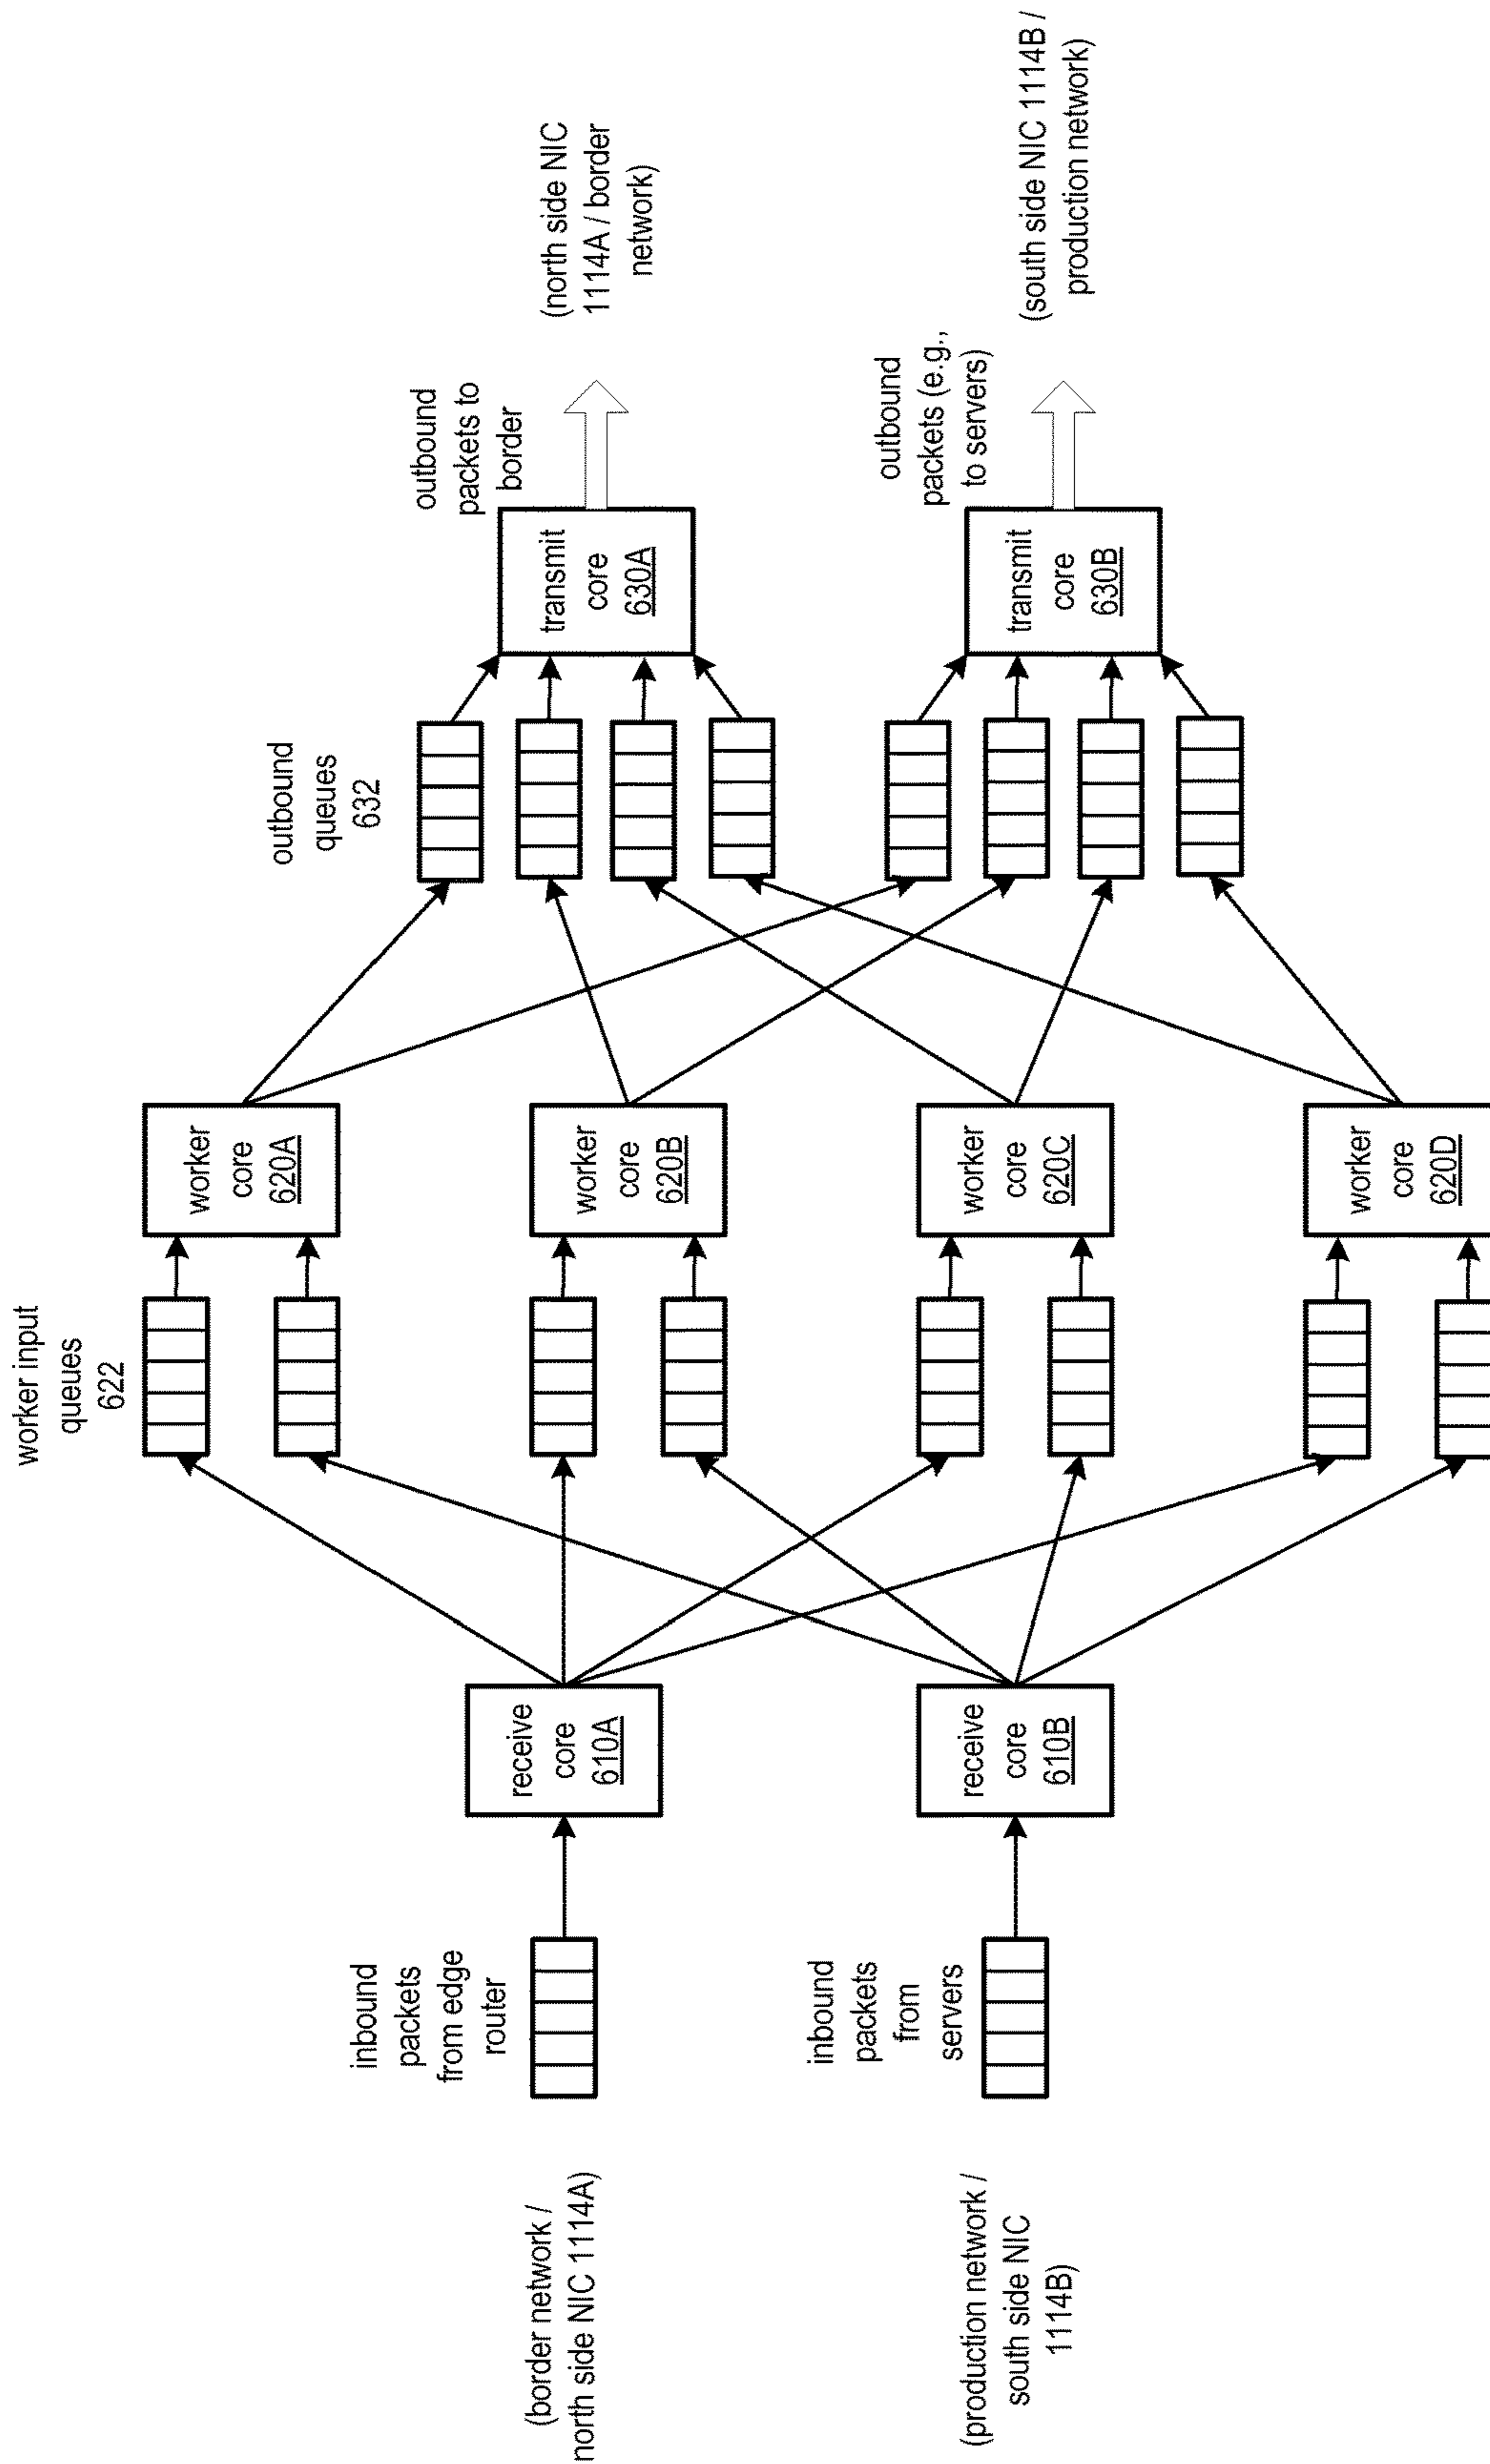 worker input
queues
622
outbound
queues
632
inbound
packets
from edge
router
(border network /
north side NIC 1114A)
receive
core
610A
inbound
packets
from
servers
(production network /
south side NIC
1114B)
receive
core
610B
worker
core
620A
worker
core
620B
worker
core
620C
worker
core
620D
transmit
core
630A
outbound
packets to
border
(north side NIC
1114A / border
network)
transmit
core
630B
outbound
packets (e.g.,
to servers)
(south side NIC 1114B /
production network)